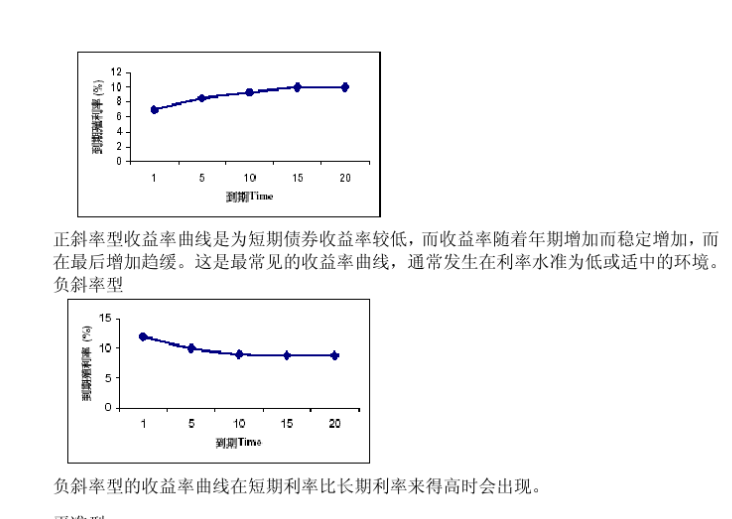 12
10
8
6
4
2
0
到期殖利率(%)
1 5 10 15 20
到期Time
正斜率型收益率曲线是为短期债券收益率较低，而收益率随着年期增加而稳定增加，而
在最后增加趋缓。这是最常见的收益率曲线，通常发生在利率水准为低或适中的环境。
负斜率型
15
10
5
0
到期殖利率 (%)
1 5 10 15 20
到期Time
负斜率型的收益率曲线在短期利率比长期利率来得高时会出现。